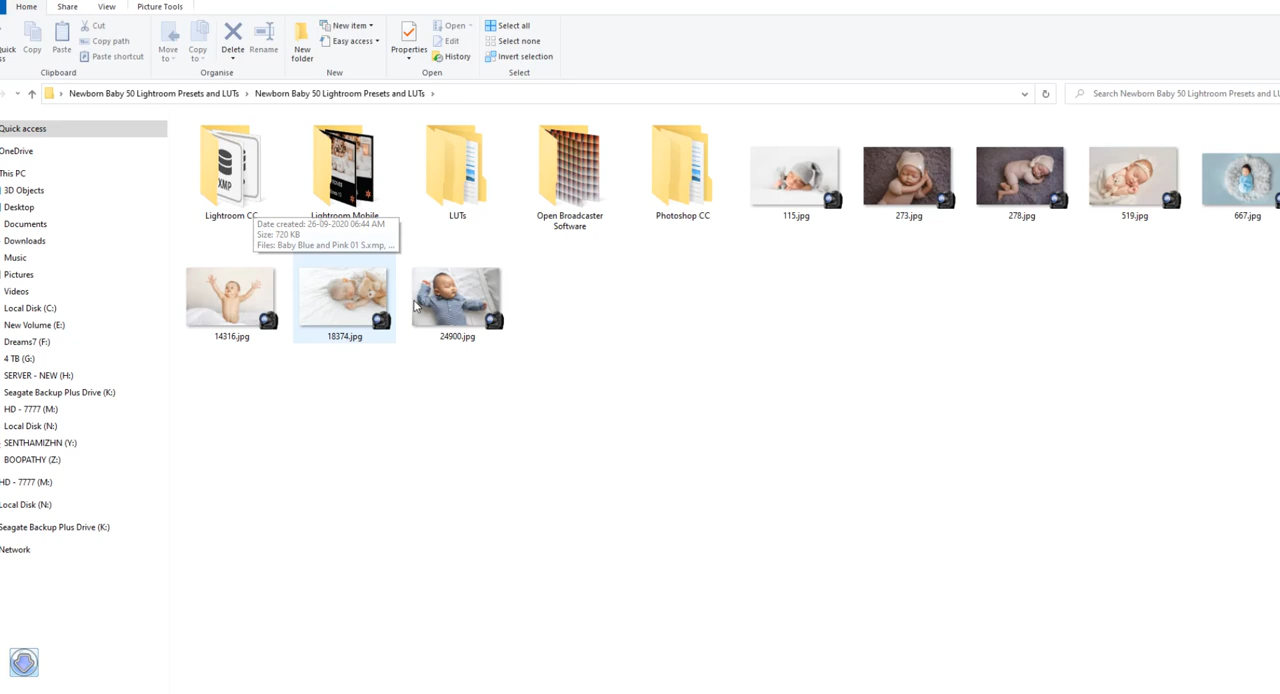 Home Share View Picture Tools
Copy Paste Cut Copy path Paste shortcut
Move to Copy to Delete Rename
New folder New item Easy access
Properties Open Edit History
Select all Select none Invert selection
Clipboard Organise New Open Select
Newborn Baby 50 Lightroom Presets and LUTs > Newborn Baby 50 Lightroom Presets and LUTs >
Search Newborn Baby 50 Lightroom Presets and
Quick access
OneDrive
This PC
3D Objects
Desktop
Documents
Downloads
Music
Pictures
Videos
Local Disk (C:)
New Volume (E:)
Dreams7 (F:)
4 TB (G:)
SERVER - NEW (H:)
Seagate Backup Plus Drive (K:)
HD - 7777 (M:)
Local Disk (N:)
SENTHAMIZHN (Y:)
BOOPATHY (Z:)
HD - 7777 (M:)
Local Disk (N:)
Seagate Backup Plus Drive (K:)
Network
XMP
Lightroom CC
Lightroom Mobile
LUTs
Open Broadcaster
Software
Photoshop CC
115.jpg
273.jpg
278.jpg
519.jpg
667.jpg
Date created: 26-09-2020 06:44 AM
Size: 720 KB
Files: Baby Blue and Pink 01 S.xmp, ...
14316.jpg
18374.jpg
24900.jpg